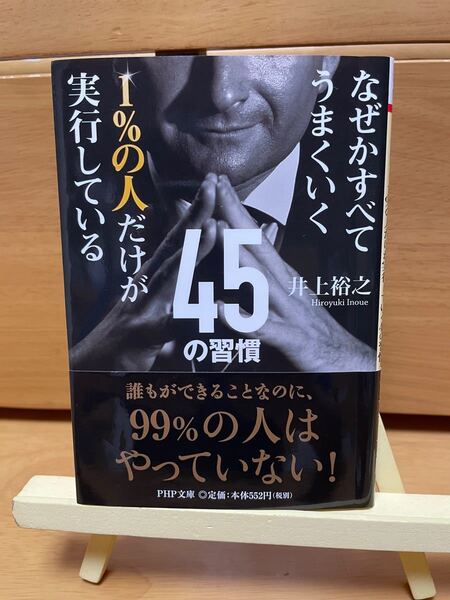 なぜかすべて
うまくいく
1%の人だけが
実行している
45
の習慣
井上裕之
Hiroyuki Inoue
誰もができることなのに、
99%の人は
やっていない!
PHP文庫 ◎定価:本体552円(税別)